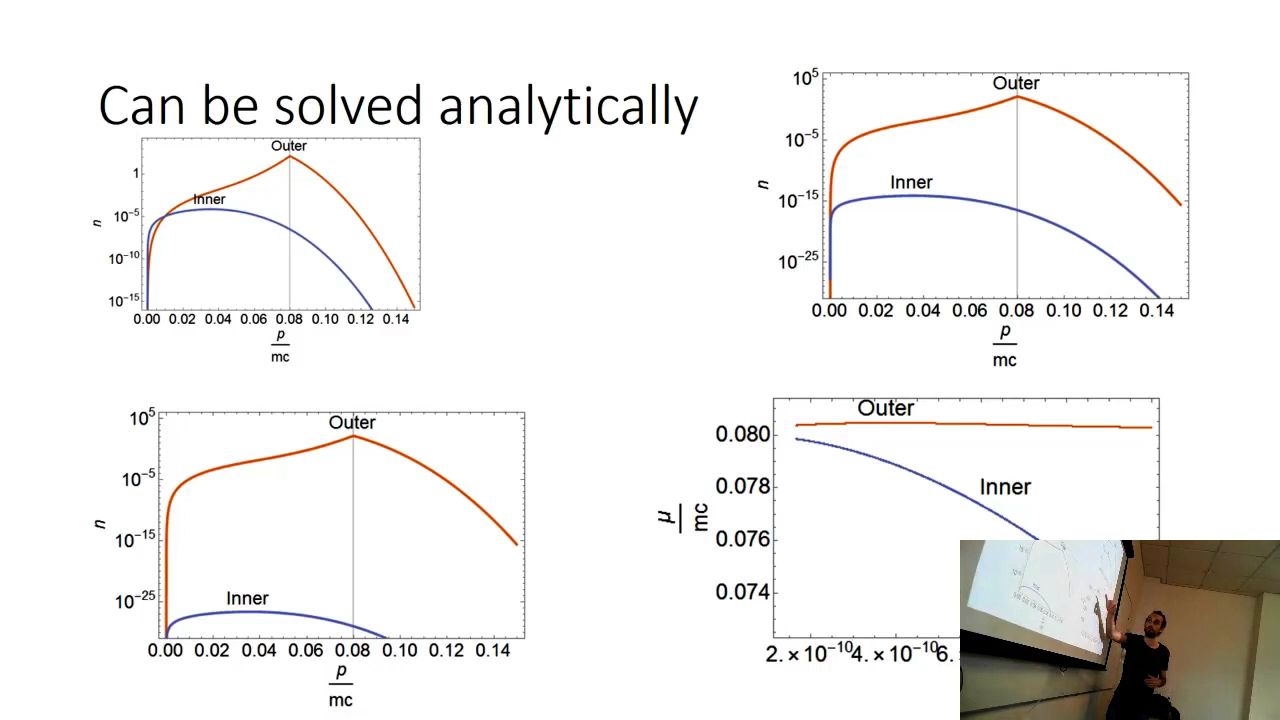 Can be solved analytically
Outer
Inner
1
10^-5
10^-10
10^-15
n
0.00 0.02 0.04 0.06 0.08 0.10 0.12 0.14
p
mc
Outer
Inner
10^5
10^-5
10^-15
10^-25
n
0.00 0.02 0.04 0.06 0.08 0.10 0.12 0.14
p
mc
Outer
Inner
10^5
10^-5
10^-15
10^-25
n
0.00 0.02 0.04 0.06 0.08 0.10 0.12 0.14
p
mc
Outer
Inner
0.080
0.078
0.076
0.074
μ
mc
2.×10^-10 4.×10^-10 6.